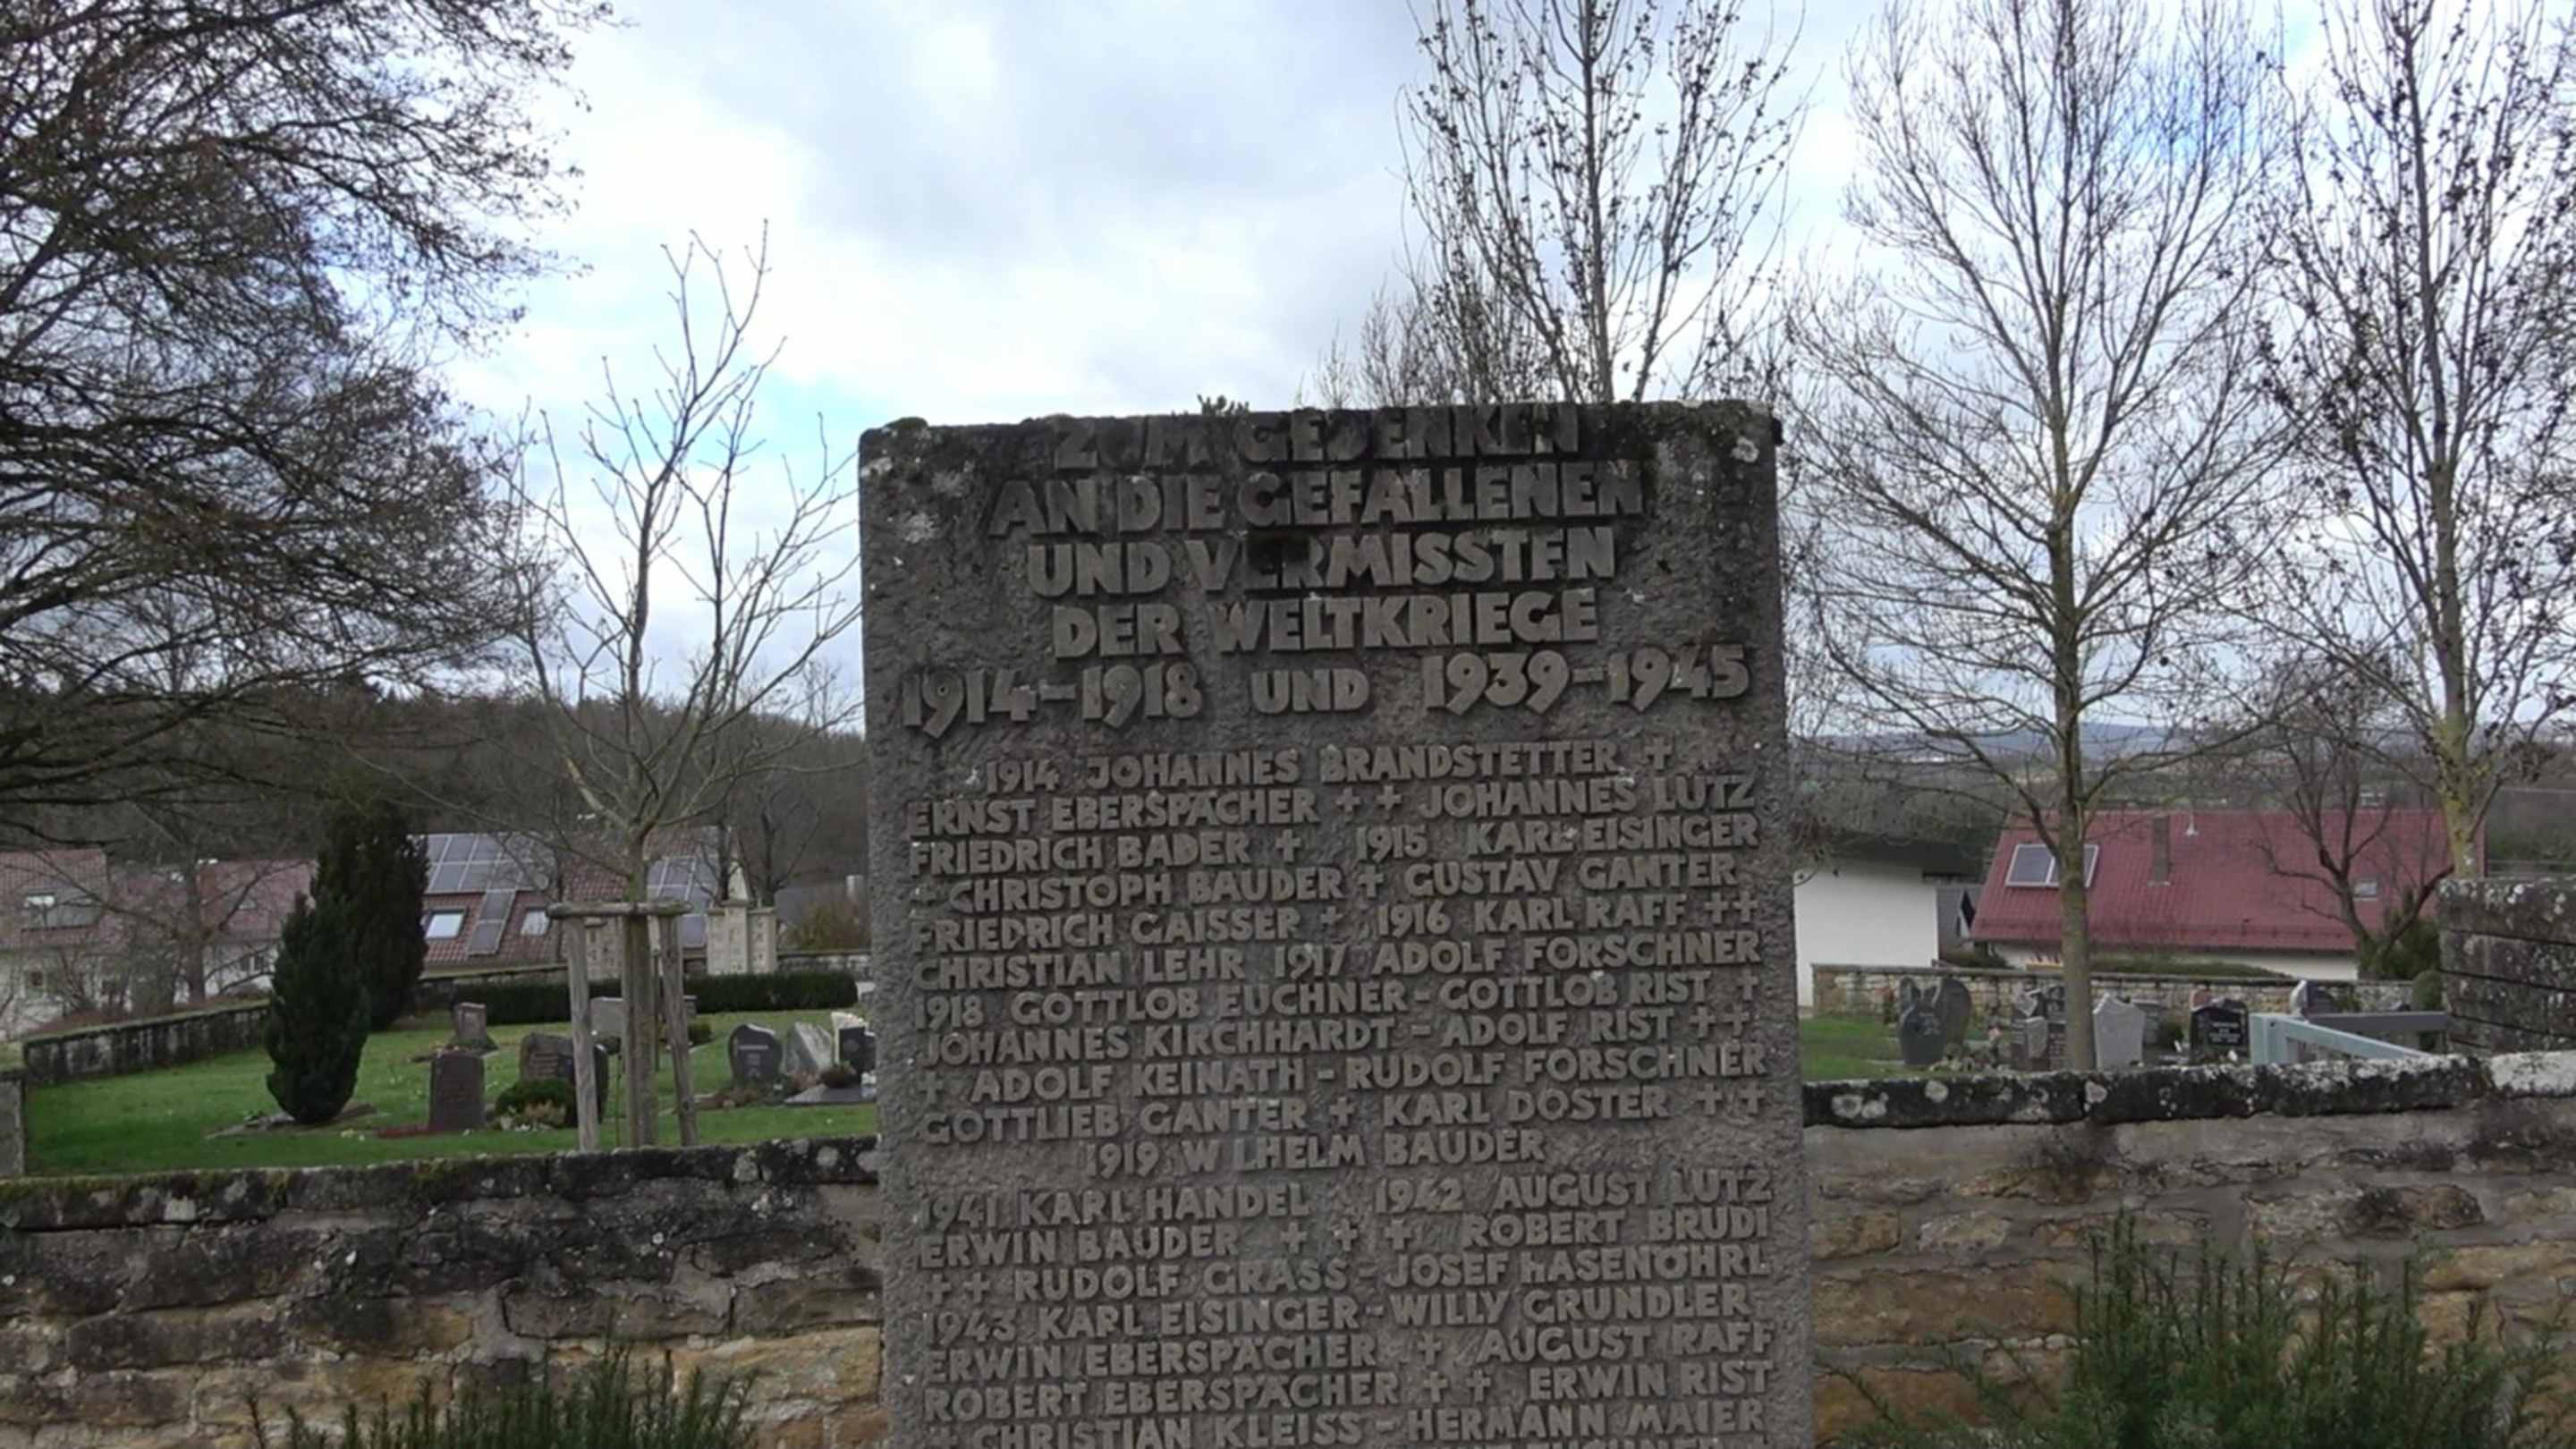 ZUM GEDENKEN
AN DIE GEFALLENEN
UND VERMISSTEN
DER WELTKRIEGE
1914-1918 UND 1939-1945
1914 JOHANNES BRANDSTETTER +
ERNST EBERSPÄCHER + + JOHANNES LUTZ
FRIEDRICH BADER + 1915 KARL EISINGER
- CHRISTOPH BAUDER + GUSTAV GANTER
FRIEDRICH GAISSER + 1916 KARL RAFF ++
CHRISTIAN LEHR 1917 ADOLF FORSCHNER
1918 GOTTLOB EUCHNER - GOTTLOB RIST +
JOHANNES KIRCHHARDT - ADOLF RIST ++
+ ADOLF KEINATH - RUDOLF FORSCHNER
GOTTLIEB GANTER + KARL DOSTER ++
1919 W LHELM BAUDER
1941 KARL HANDEL 1942 AUGUST LUTZ
ERWIN BAUDER + + + ROBERT BRUDI
++ RUDOLF GRASS - JOSEF HASENÖHRL
1943 KARL EISINGER - WILLY GRUNDLER
ERWIN EBERSPÄCHER + AUGUST RAFF
ROBERT EBERSPÄCHER + + ERWIN RIST
+ CHRISTIAN KLEISS - HERMANN MAIER